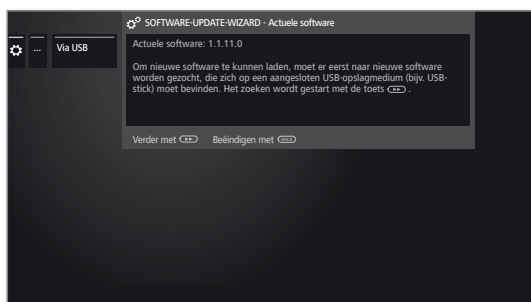 SOFTWARE-UPDATE-WIZARD - Actuele software
... Via USB
Actuele software: 1.1.11.0
Om nieuwe software te kunnen laden, moet er eerst naar nieuwe software
worden gezocht, die zich op een aangesloten USB-opslagmedium (bijv. USB-
stick) moet bevinden. Het zoeken wordt gestart met de toets .
Verder met Beëindigen met BACK